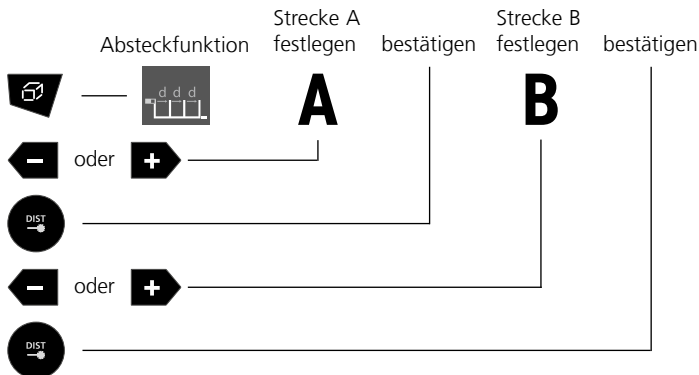 Absteckfunktion
Strecke A
festlegen
bestätigen
Strecke B
festlegen
bestätigen
d d d
A
B
oder
DIST
oder
DIST